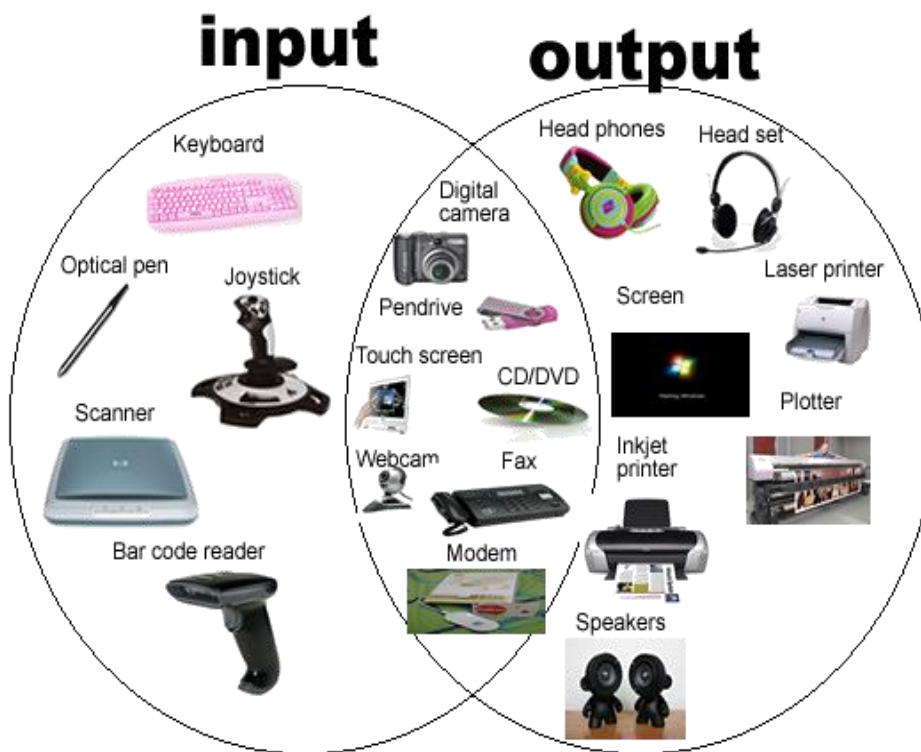 input
output
Keyboard
Head phones
Head set
Digital
camera
Optical pen
Joystick
Laser printer
Screen
Pendrive
Touch screen
CD/DVD
Scanner
Plotter
Webcam
Fax
Inkjet
printer
Bar code reader
Modem
Speakers